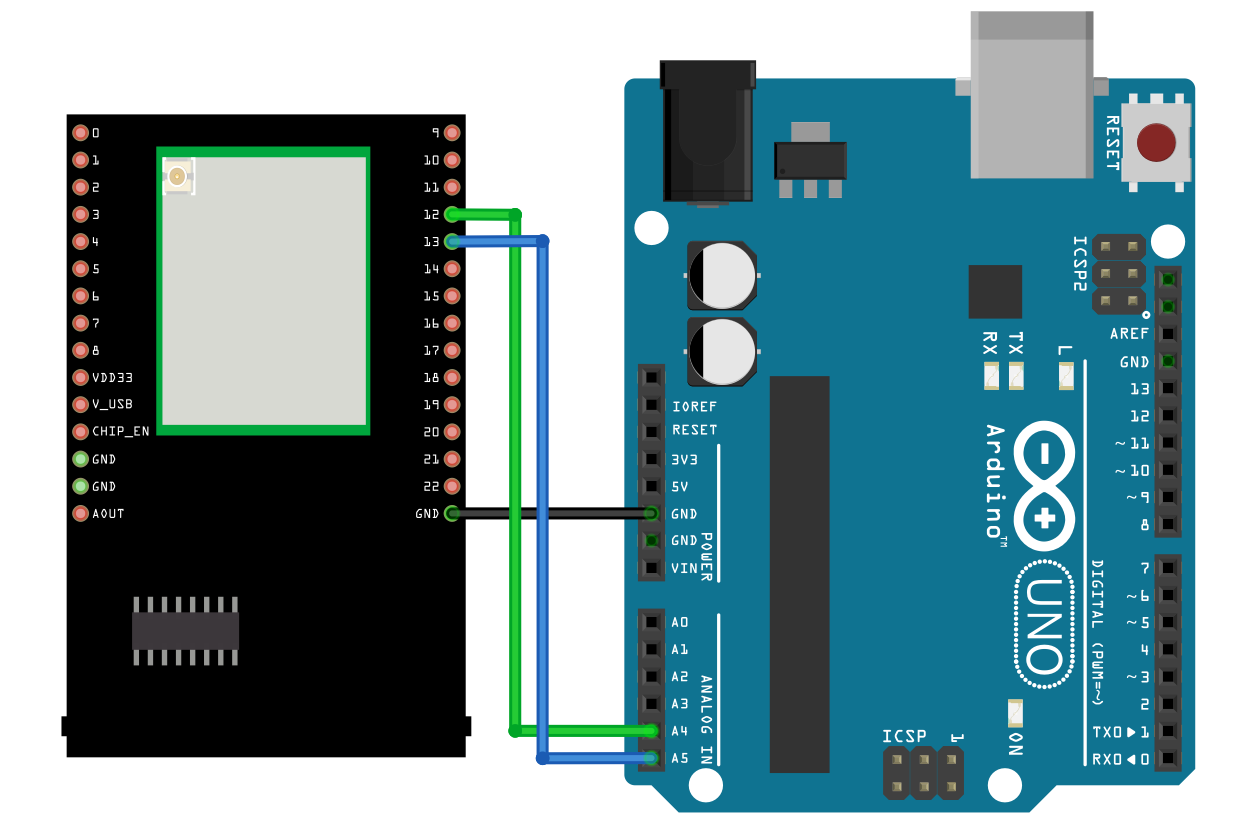 0
1
2
3
4
5
6
7
8
VDD33
V_USB
CHIP_EN
GND
GND
AOUT
9
10
11
12
13
14
15
16
17
18
19
20
21
22
GND
IOREF
RESET
3V3
5V
GND
GND
VIN
POWER
A0
A1
A2
A3
A4
A5
ANALOG IN
RESET
ICSP2
RX
TX
L
Arduino™
UNO
ON
ICSP
1
AREF
GND
13
12
~11
~10
~9
8
7
~6
~5
4
~3
2
TX0▶1
RX0◀0
DIGITAL (PWM=~)